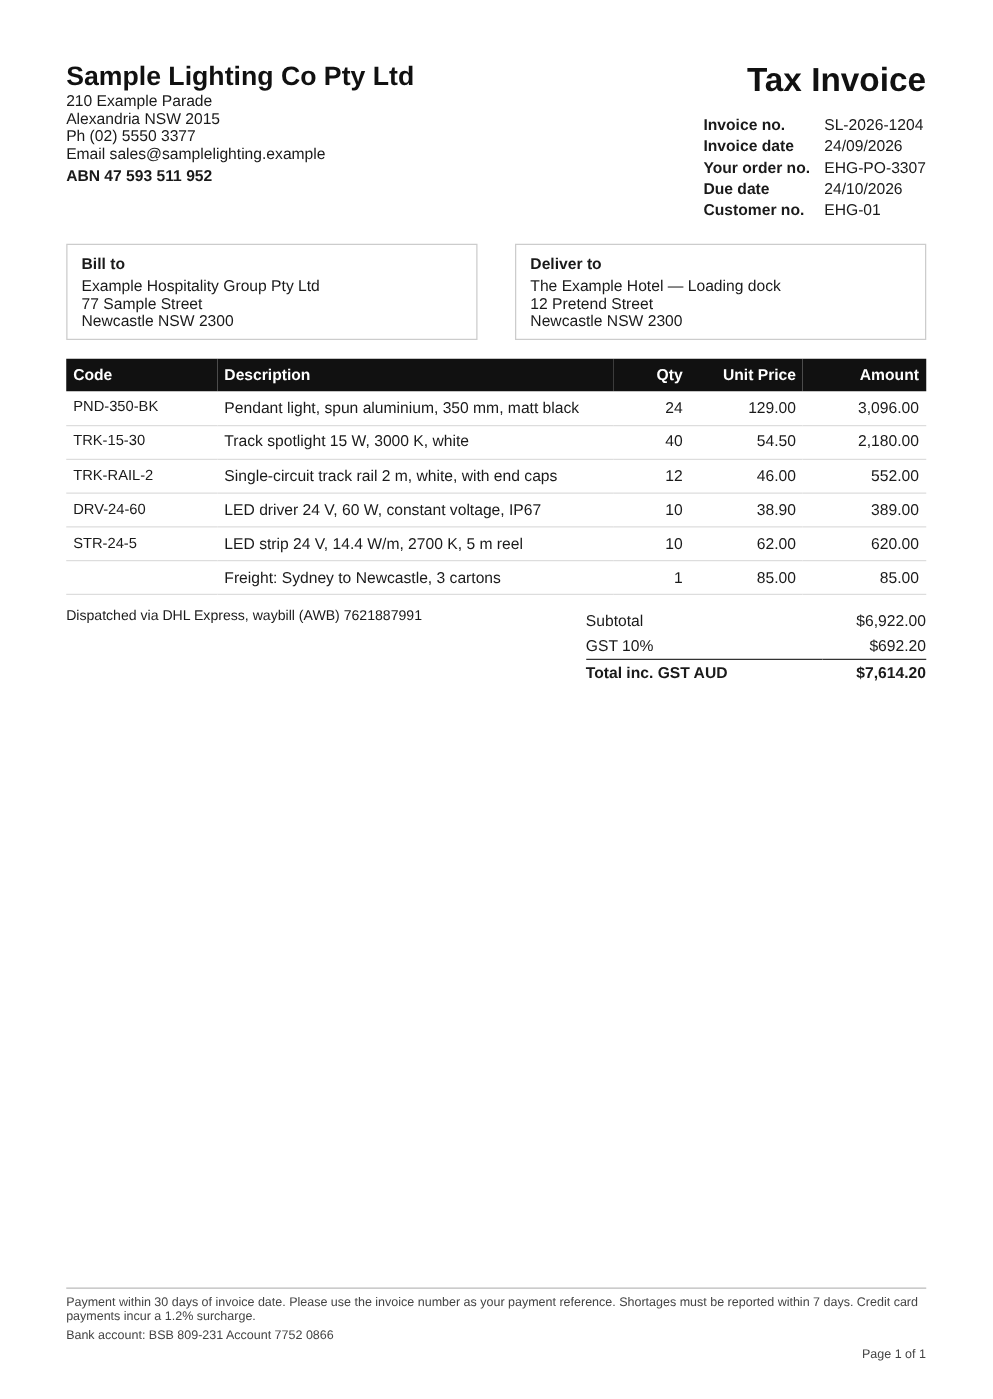 Sample Lighting Co Pty Ltd
210 Example Parade
Alexandria NSW 2015
Ph (02) 5550 3377
Email sales@samplelighting.example
ABN 47 593 511 952
Tax Invoice
Invoice no. SL-2026-1204
Invoice date 24/09/2026
Your order no. EHG-PO-3307
Due date 24/10/2026
Customer no. EHG-01
Bill to
Example Hospitality Group Pty Ltd
77 Sample Street
Newcastle NSW 2300
Deliver to
The Example Hotel — Loading dock
12 Pretend Street
Newcastle NSW 2300
Code Description Qty Unit Price Amount
PND-350-BK Pendant light, spun aluminium, 350 mm, matt black 24 129.00 3,096.00
TRK-15-30 Track spotlight 15 W, 3000 K, white 40 54.50 2,180.00
TRK-RAIL-2 Single-circuit track rail 2 m, white, with end caps 12 46.00 552.00
DRV-24-60 LED driver 24 V, 60 W, constant voltage, IP67 10 38.90 389.00
STR-24-5 LED strip 24 V, 14.4 W/m, 2700 K, 5 m reel 10 62.00 620.00
Freight: Sydney to Newcastle, 3 cartons 1 85.00 85.00
Dispatched via DHL Express, waybill (AWB) 7621887991
Subtotal $6,922.00
GST 10% $692.20
Total inc. GST AUD $7,614.20
Payment within 30 days of invoice date. Please use the invoice number as your payment reference. Shortages must be reported within 7 days. Credit card
payments incur a 1.2% surcharge.
Bank account: BSB 809-231 Account 7752 0866
Page 1 of 1